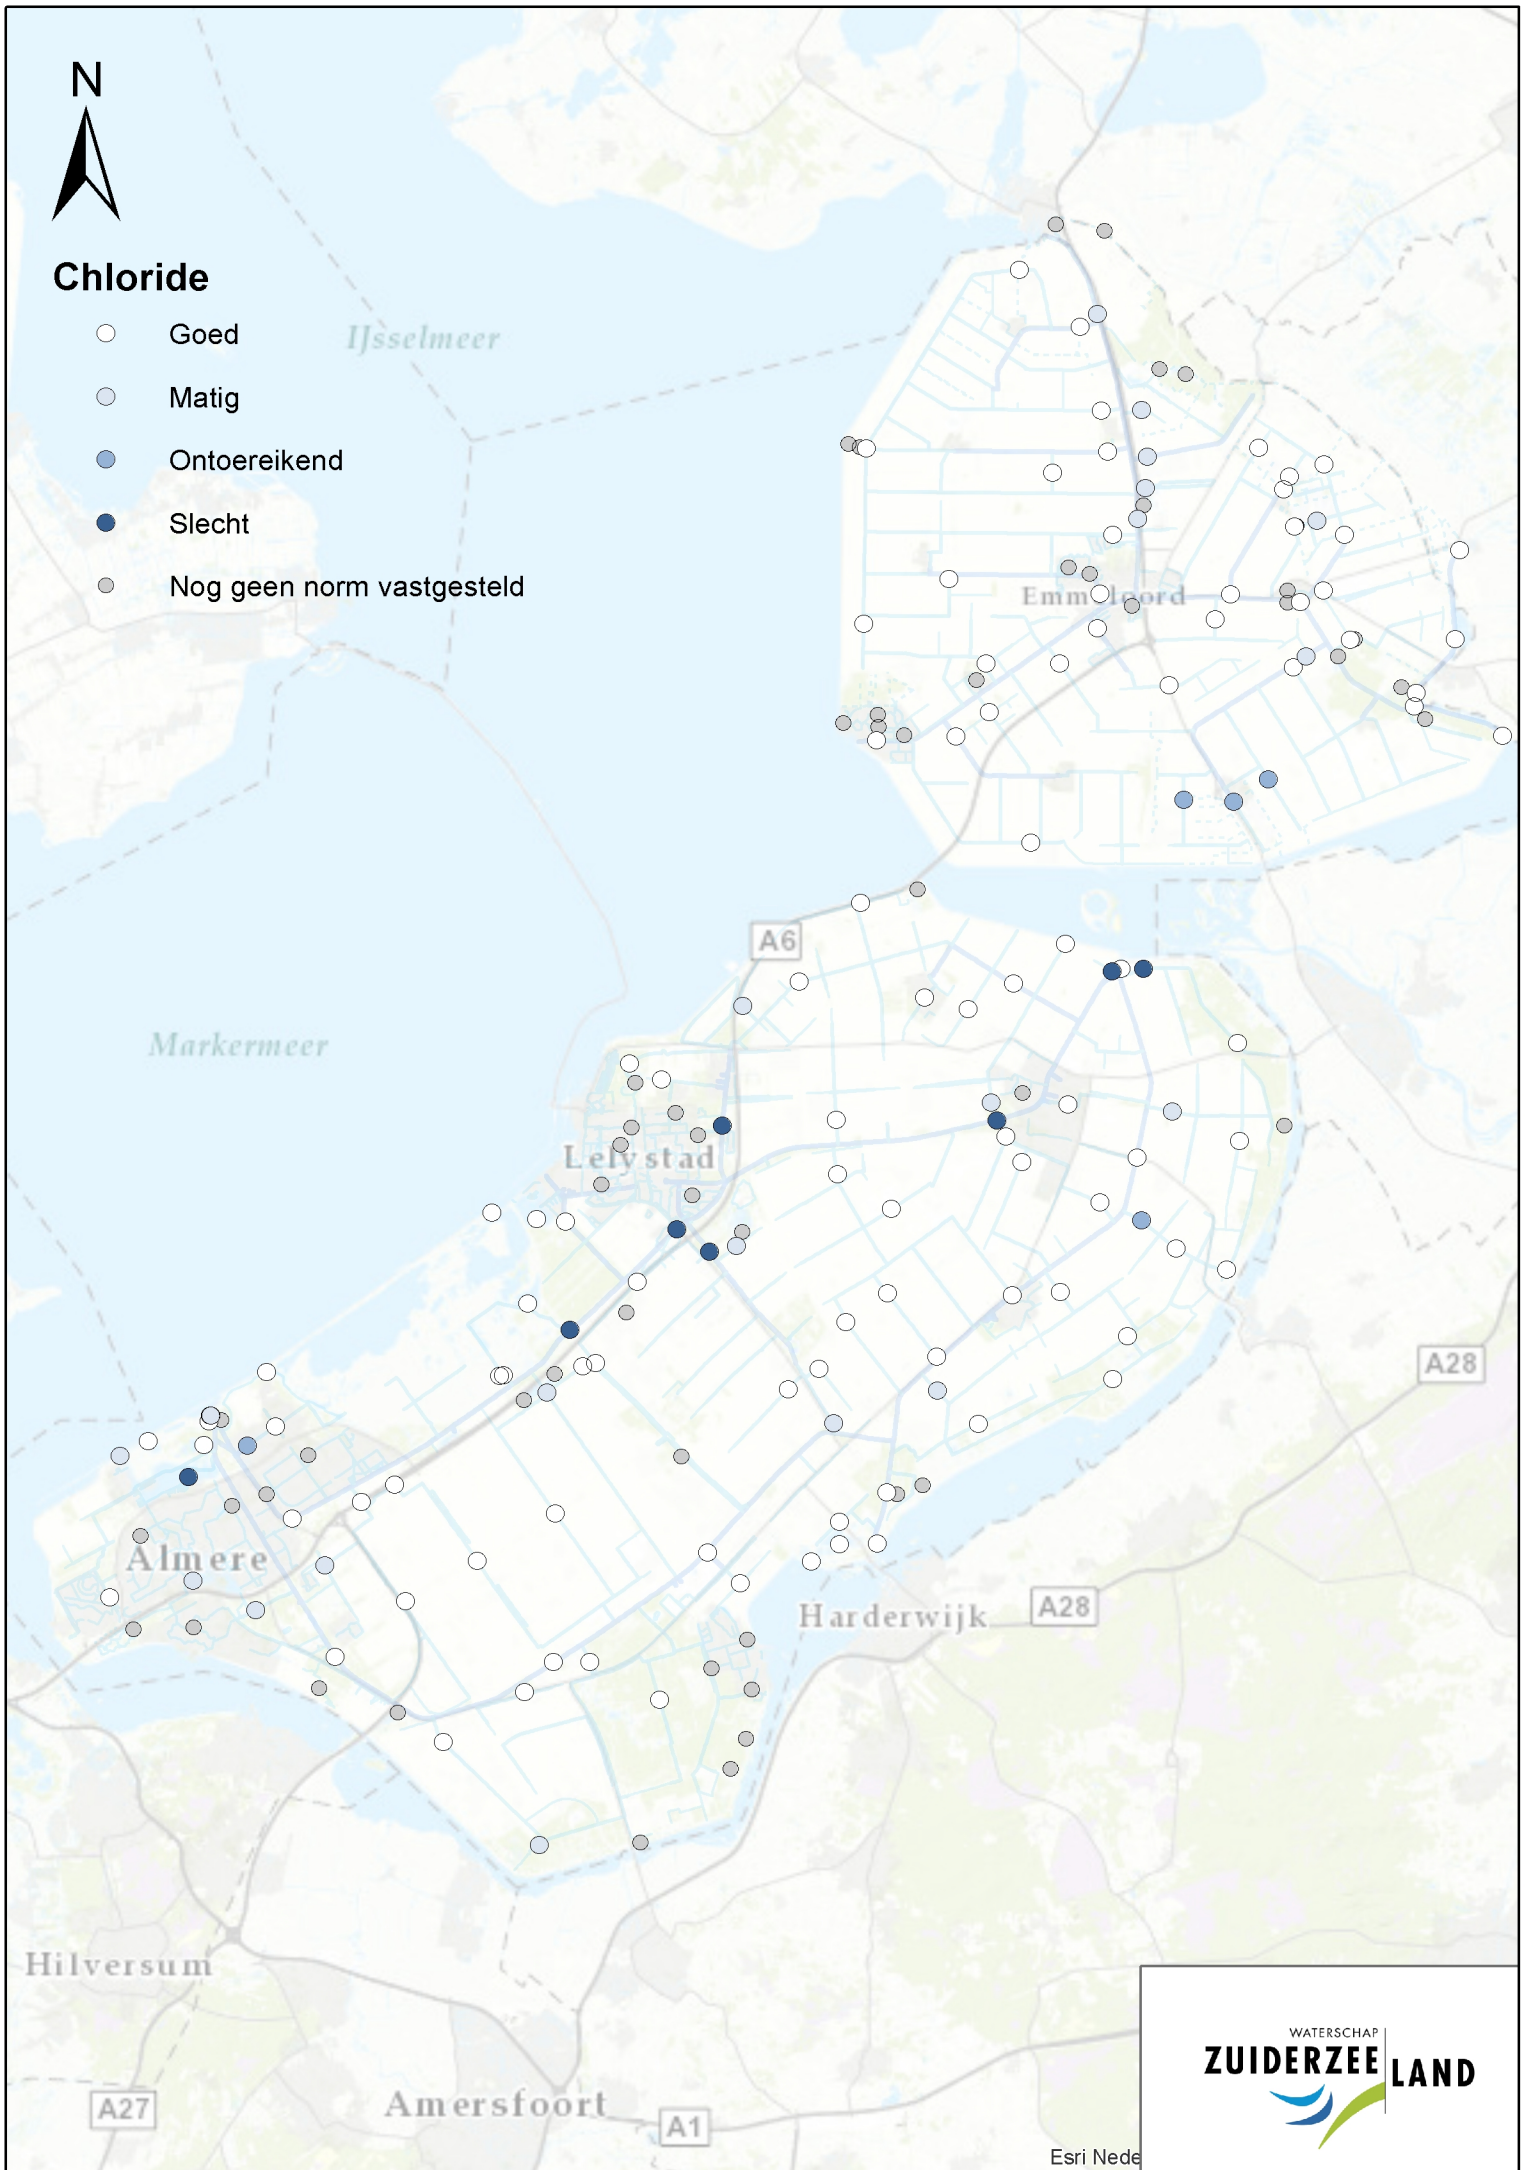 N
Chloride
Goed
Matig
Ontoereikend
Slecht
Nog geen norm vastgesteld
IJsselmeer
Emmeloord
A6
Markermeer
Lelystad
A28
Almere
Harderwijk
A28
Hilversum
Amersfoort
A27
A1
Esri Nede
WATERSCHAP
ZUIDERZEE
LAND